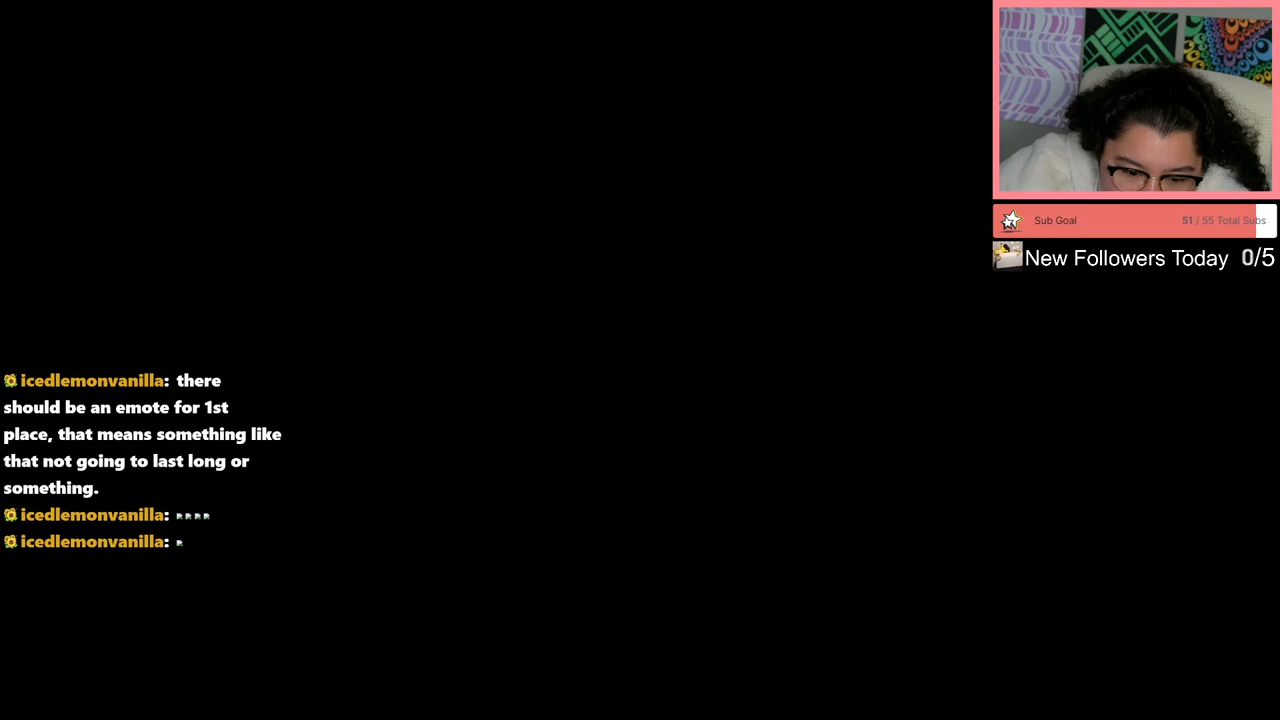 Sub Goal 51 / 55 Total Subs
New Followers Today 0/5
icedlemonvanilla: there
should be an emote for 1st
place, that means something like
that not going to last long or
something.
icedlemonvanilla:
icedlemonvanilla: